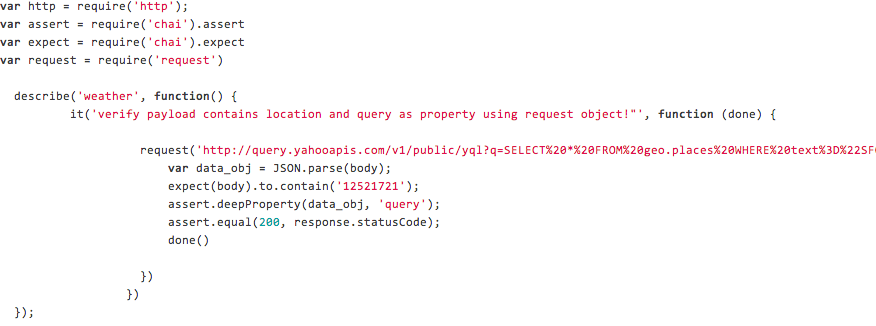 var http = require('http');
var assert = require('chai').assert
var expect = require('chai').expect
var request = require('request')
describe('weather', function() {
it('verify payload contains location and query as property using request object!"', function (done) {
request('http://query.yahooapis.com/v1/public/yql?q=SELECT%20*%20FROM%20geo.places%20WHERE%20text%3D%22SF
var data_obj = JSON.parse(body);
expect(body).to.contain('12521721');
assert.deepProperty(data_obj, 'query');
assert.equal(200, response.statusCode);
done()
})
})
});